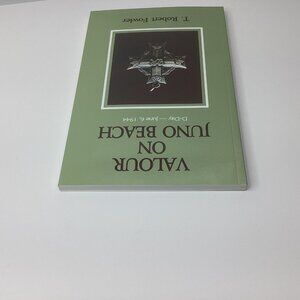 VALOUR
ON
JUNO BEACH
D-Day — June 6, 1944
T. Robert Fowler